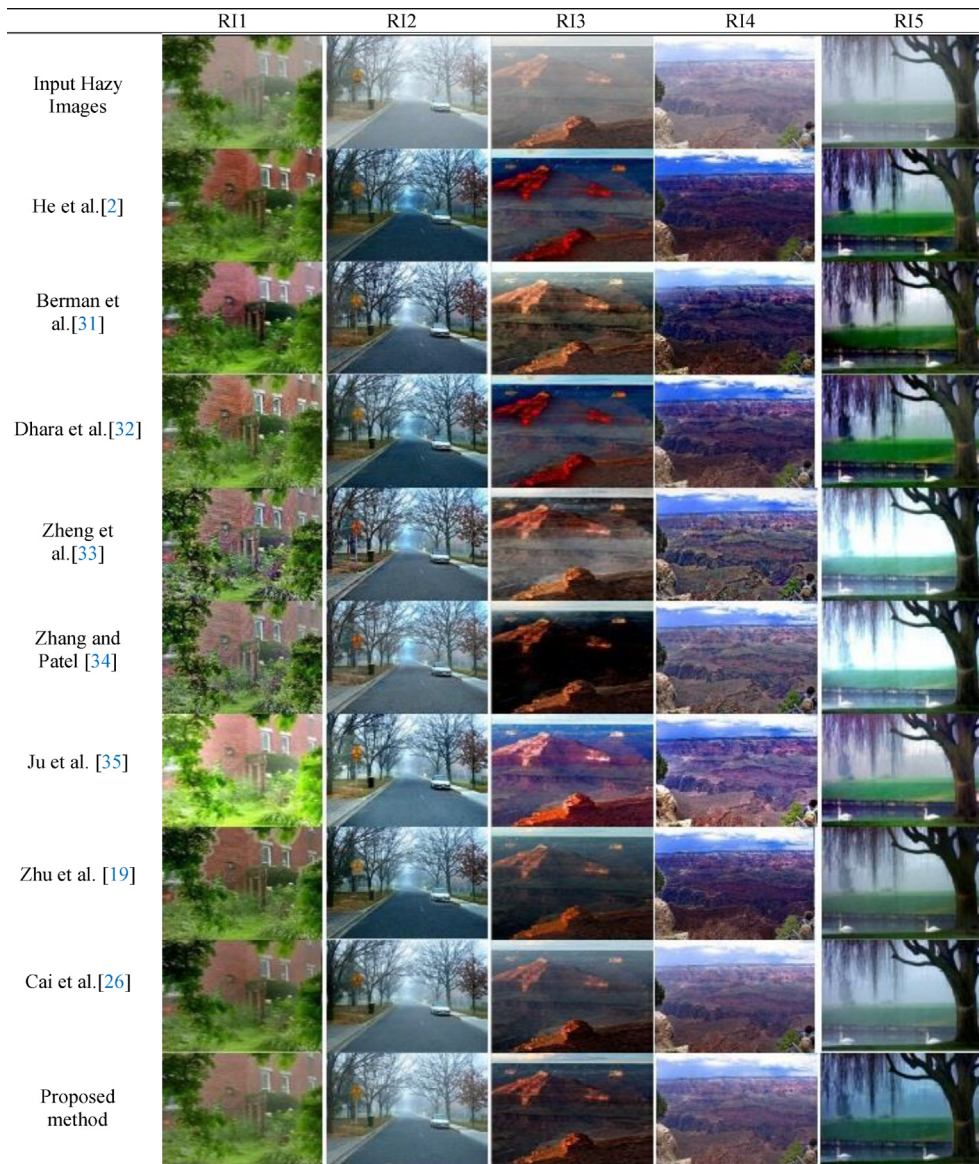 RI1 RI2 RI3 RI4 RI5
Input Hazy
Images
He et al.[2]
Berman et
al.[31]
Dhara et al.[32]
Zheng et
al.[33]
Zhang and
Patel [34]
Ju et al. [35]
Zhu et al. [19]
Cai et al.[26]
Proposed
method